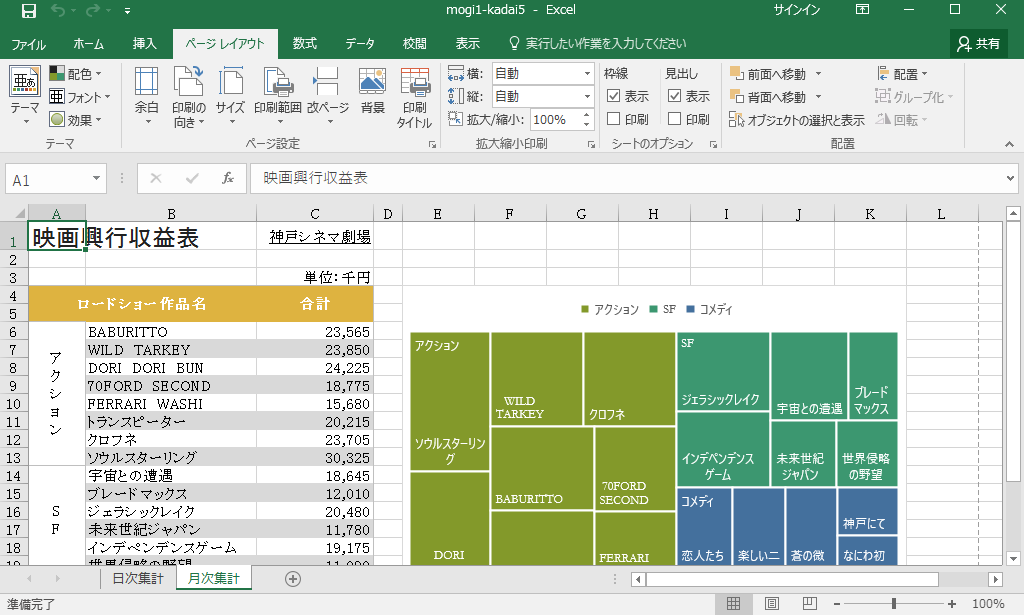 mogi1-kadai5 - Excel
サインイン
ファイル ホーム 挿入 ページ レイアウト 数式 データ 校閲 表示 実行したい作業を入力してください 共有
亜あ 配色 横: 自動 枠線 見出し 前面へ移動 配置
亜 フォント 縦: 自動 表示 表示 背面へ移動 グループ化
テーマ 効果 余白 印刷の向き サイズ 印刷範囲 改ページ 背景 印刷タイトル 拡大/縮小: 100% 印刷 印刷 オブジェクトの選択と表示 回転
テーマ ページ設定 拡大縮小印刷 シートのオプション 配置
A1 fx 映画興行収益表
A B C D E F G H I J K L
1 映画興行収益表 神戸シネマ劇場
2
3 単位:千円
4 ロードショー作品名 合計
5
6 BABURITTO 23,565
7 WILD TARKEY 23,850
8 DORI DORI BUN 24,225
9 70FORD SECOND 18,775
10 FERRARI WASHI 15,680
11 トランスピーター 20,215
12 クロフネ 23,705
13 ソウルスターリング 30,325
アクション
14 宇宙との遭遇 18,645
15 ブレードマックス 12,010
16 ジェラシックレイク 20,480
17 未来世紀ジャパン 11,780
18 インデペンデンスゲーム 19,175
SF
アクション SF コメディ
アクション
ソウルスターリング
DORI
WILD TARKEY
クロフネ
BABURITTO
70FORD SECOND
FERRARI
SF
ジェラシックレイク
宇宙との遭遇
ブレードマックス
インデペンデンスゲーム
未来世紀ジャパン
世界侵略の野望
コメディ
恋人たち
楽しい二
蒼の微
神戸にて
なにわ初
日次集計 月次集計
準備完了 100%